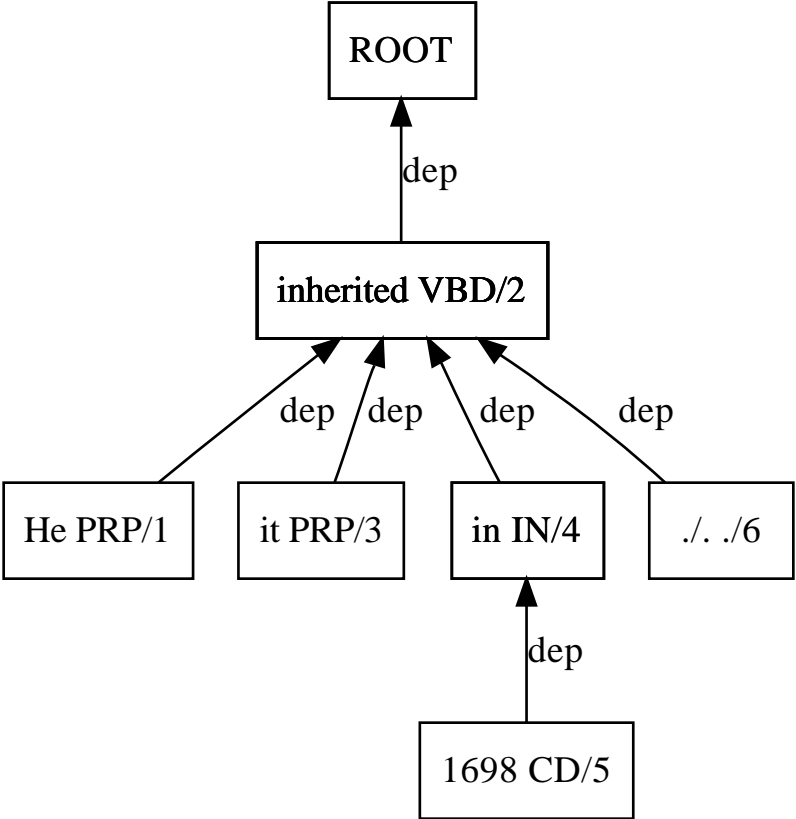 ROOT
dep
inherited VBD/2
dep dep dep dep
He PRP/1 it PRP/3 in IN/4 ./. ./6
dep
1698 CD/5